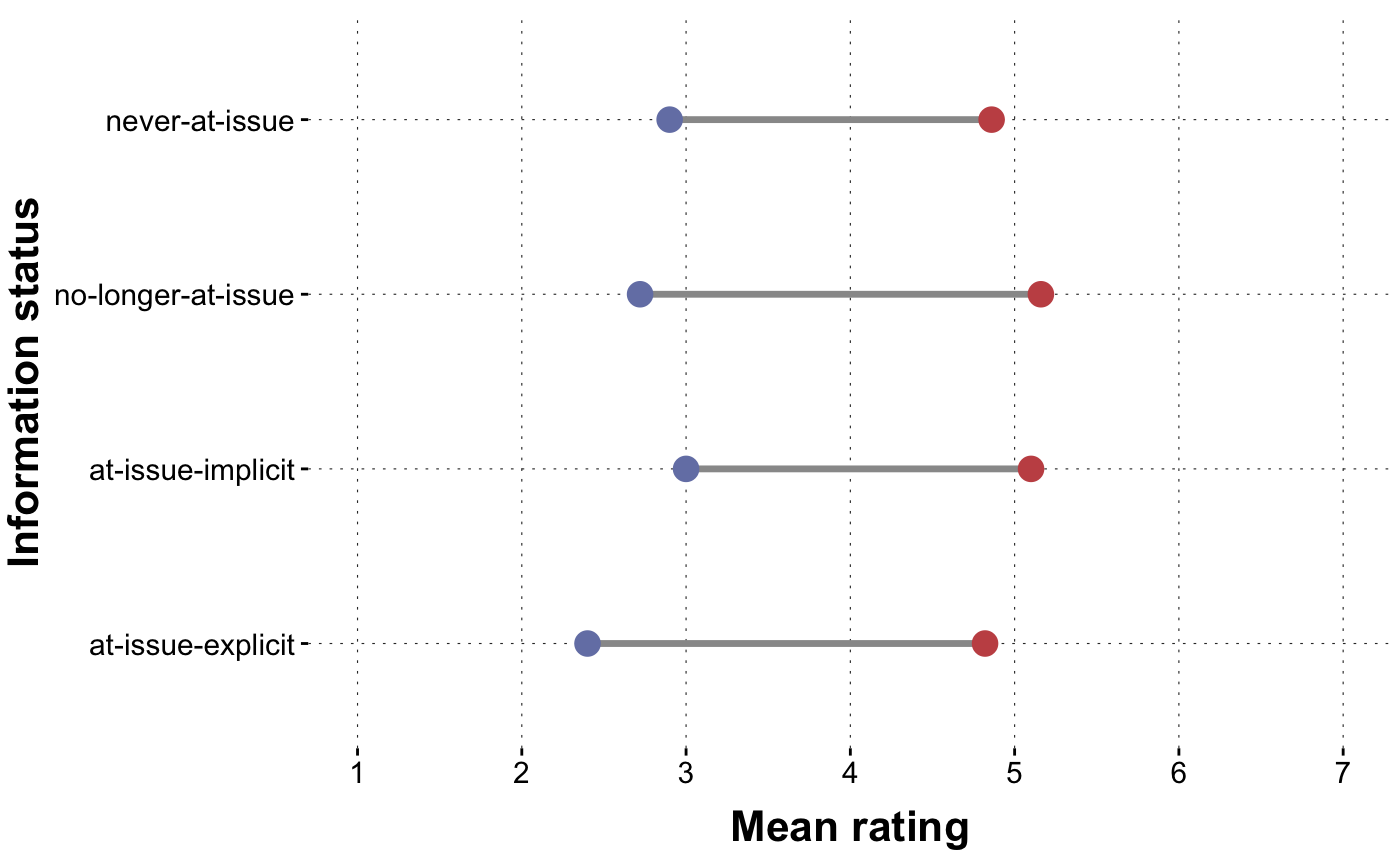 Information status
never-at-issue
no-longer-at-issue
at-issue-implicit
at-issue-explicit
1 2 3 4 5 6 7
Mean rating